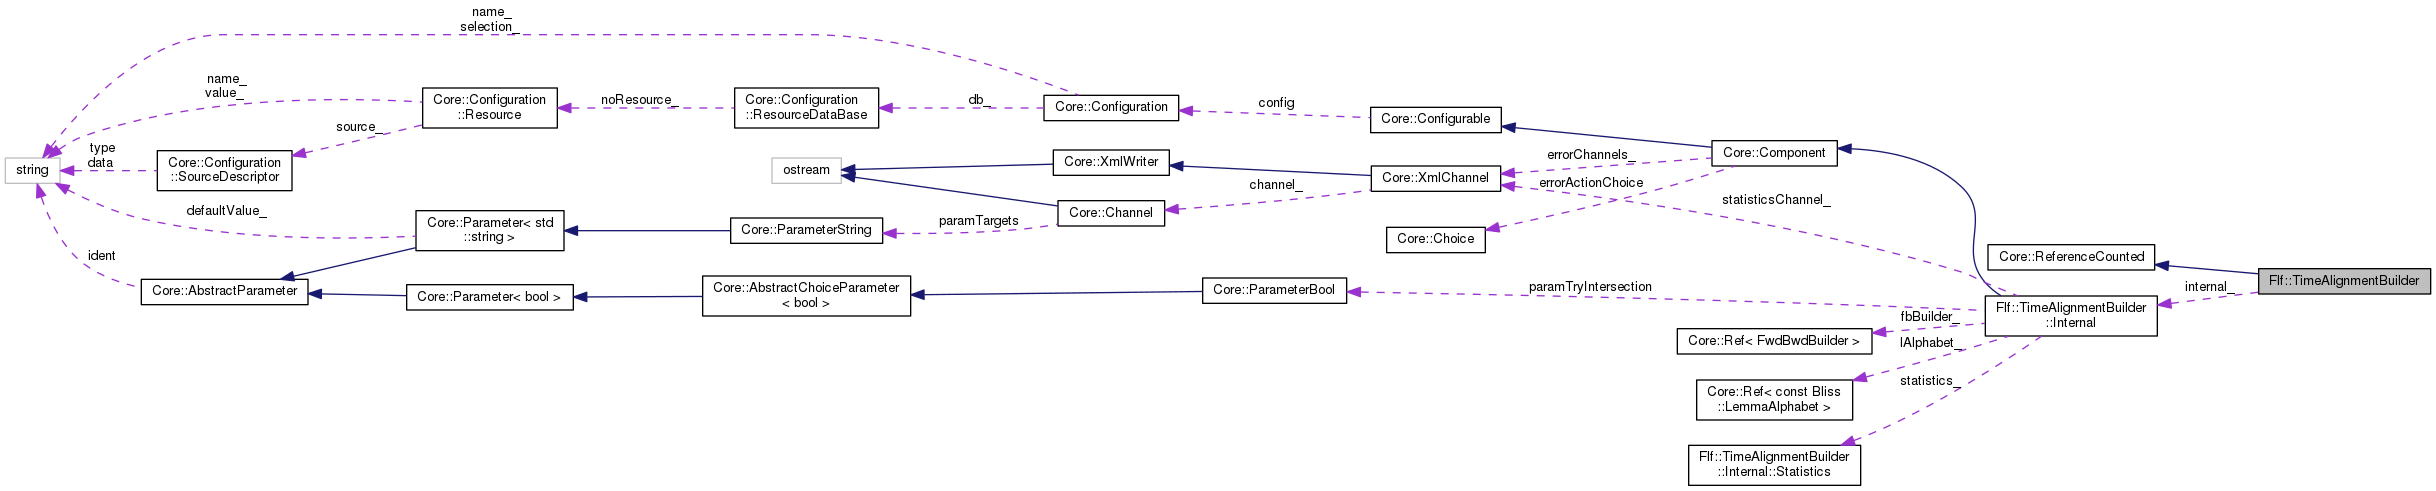 name_
selection_
name_
value_
Core::Configuration
::Resource
noResource_
Core::Configuration
::ResourceDataBase
db_
Core::Configuration
config
Core::Configurable
source_
type
data
string
Core::Configuration
::SourceDescriptor
ostream
Core::XmlWriter
errorChannels_
Core::Component
Core::XmlChannel
errorActionChoice
channel_
statisticsChannel_
defaultValue_
Core::Parameter< std
::string >
Core::ParameterString
paramTargets
Core::Channel
Core::Choice
ident
Core::ReferenceCounted
Flf::TimeAlignmentBuilder
internal_
Core::AbstractParameter
Core::Parameter< bool >
Core::AbstractChoiceParameter
< bool >
Core::ParameterBool
paramTryIntersection
Flf::TimeAlignmentBuilder
::Internal
fbBuilder_
Core::Ref< FwdBwdBuilder >
lAlphabet_
Core::Ref< const Bliss
::LemmaAlphabet >
statistics_
Flf::TimeAlignmentBuilder
::Internal::Statistics